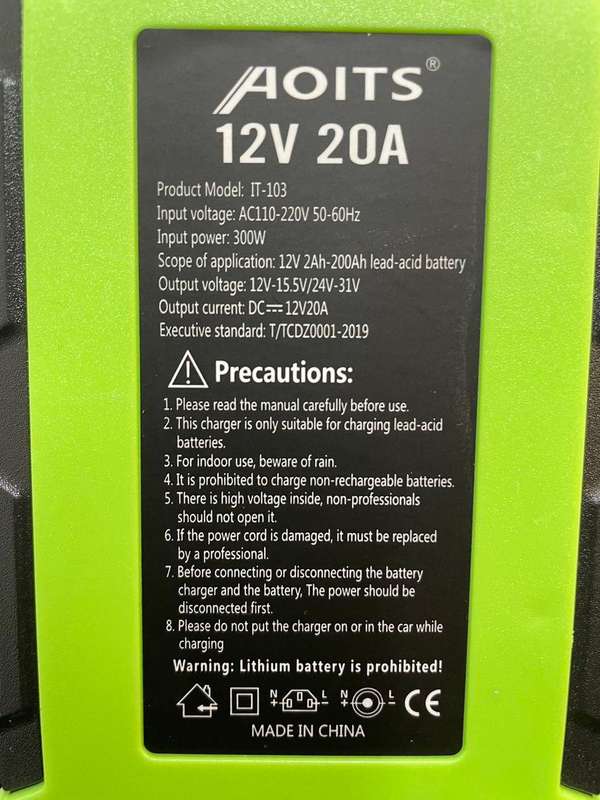 AOITS®
12V 20A
Product Model: IT-103
Input voltage: AC110-220V 50-60Hz
Input power: 300W
Scope of application: 12V 2Ah-200Ah lead-acid battery
Output voltage: 12V-15.5V/24V-31V
Output current: DC⎓12V20A
Executive standard: T/TCDZ0001-2019
Precautions:
1. Please read the manual carefully before use.
2. This charger is only suitable for charging lead-acid
batteries.
3. For indoor use, beware of rain.
4. It is prohibited to charge non-rechargeable batteries.
5. There is high voltage inside, non-professionals
should not open it.
6. If the power cord is damaged, it must be replaced
by a professional.
7. Before connecting or disconnecting the battery
charger and the battery, The power should be
disconnected first.
8. Please do not put the charger on or in the car while
charging
Warning: Lithium battery is prohibited!
N + L - N + L - CE
MADE IN CHINA